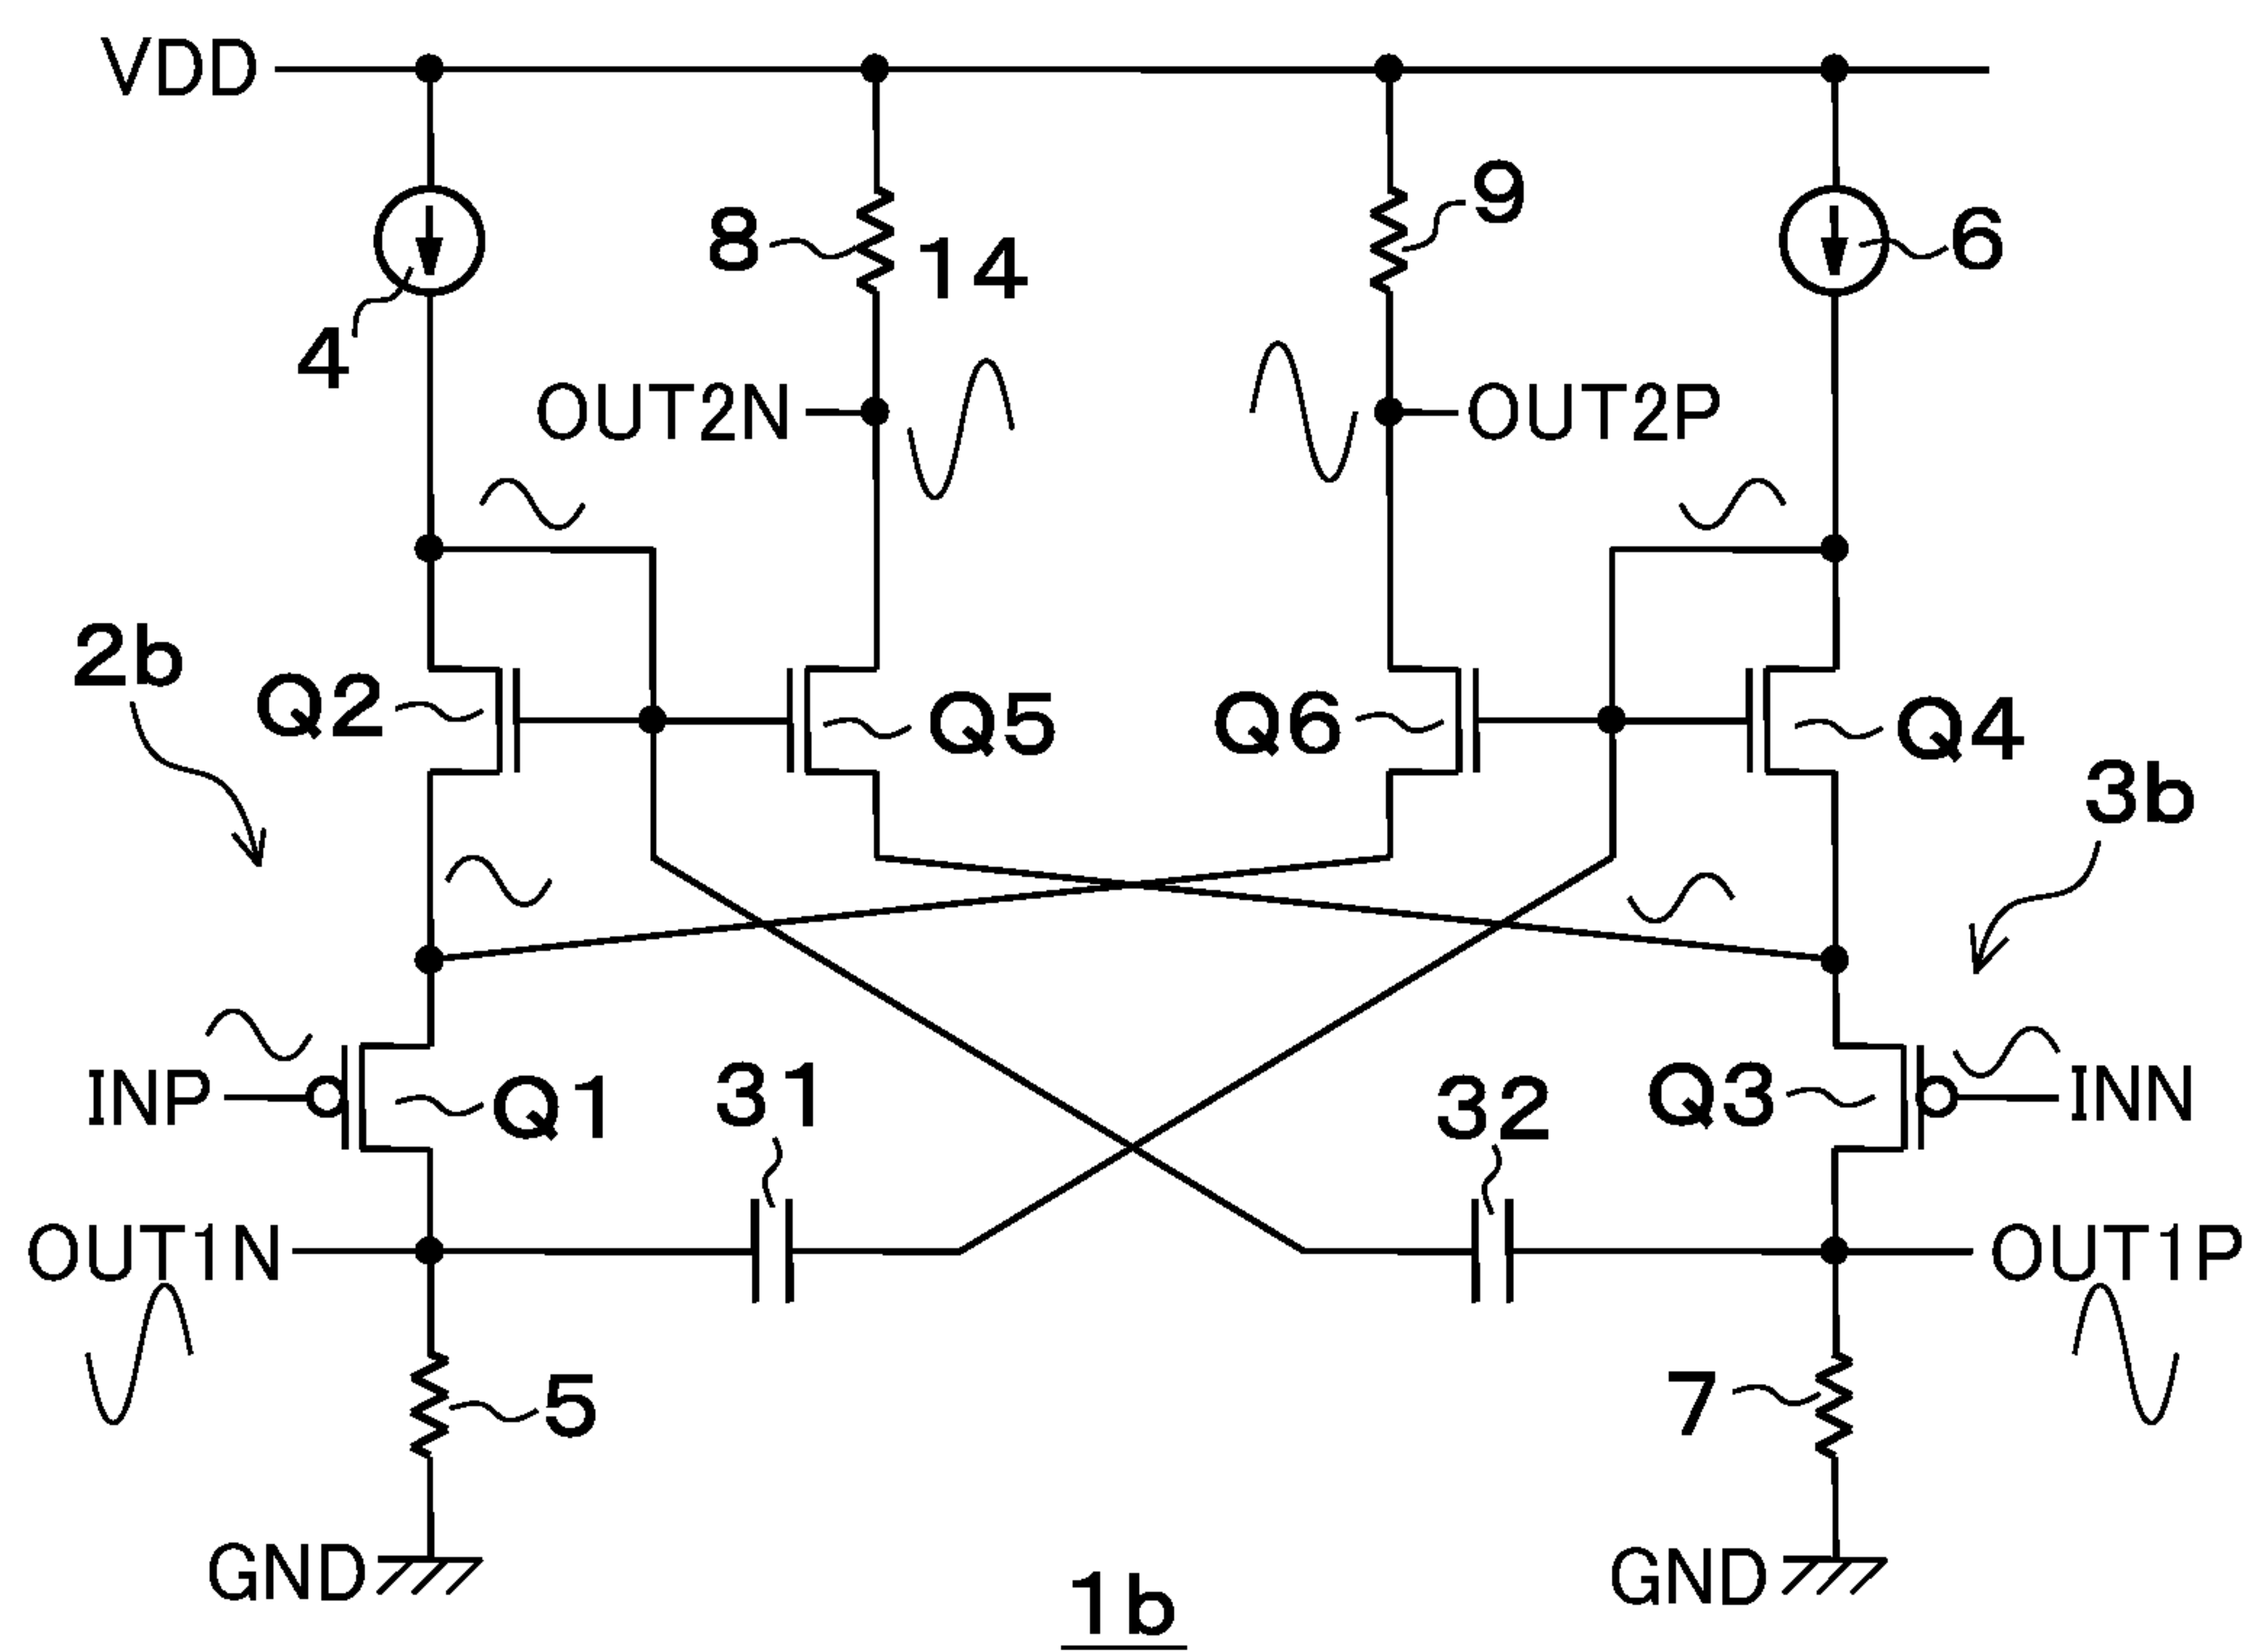 VDD
9
8
14
6
4
OUT2N
OUT2P
2b
Q2
Q5
Q6
Q4
3b
INP
Q1
31
32
Q3
INN
OUT1N
OUT1P
5
7
GND
GND
1b